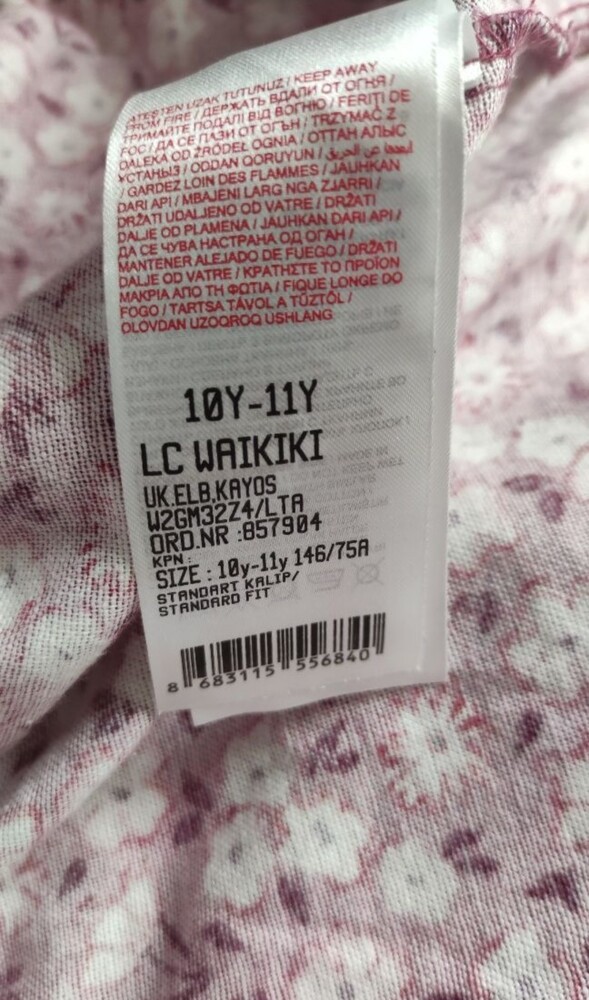 ATEŞTEN UZAK TUTUNUZ / KEEP AWAY
FROM FIRE / ДЕРЖАТЬ ВДАЛИ ОТ ОГНЯ /
ТРИМАЙТЕ ПОДАЛІ ВІД ВОГНЮ / FERIȚI DE
FOC / ДА СЕ ПАЗИ ОТ ОГЪН / TRZYMAĆ Z
DALEKA OD ŹRÓDEŁ OGNIA / ОТТАН АЛЫС
ҰСТАҢЫЗ / ODDAN QORUYUN / ابعدها عن الحريق
/ GARDEZ LOIN DES FLAMMES / JAUHKAN
DARI API / MBAJENI LARG NGA ZJARRI /
DRŽATI UDALJENO OD VATRE / DRŽATI
DALJE OD PLAMENA / JAUHKAN DARI API /
ДА СЕ ЧУВА НАСТРАНА ОД ОГАН /
MANTENER ALEJADO DE FUEGO / DRŽATI
DALJE OD VATRE / ΚΡΑΤΗΣΤΕ ΤΟ ΠΡΟΪΟΝ
ΜΑΚΡΙΑ ΑΠΟ ΤΗ ΦΩΤΙΑ / FIQUE LONGE DO
FOGO / TARTSA TÁVOL A TŰZTŐL /
OLOVDAN UZOQROQ USHLANG
10Y-11Y
LC WAIKIKI
UK.ELB,KAYOS
W2GM32Z4/LTA
ORD.NR :857904
KPN :
SIZE : 10y-11y 146/75A
STANDART KALIP/
STANDARD FIT
8 683115 556840